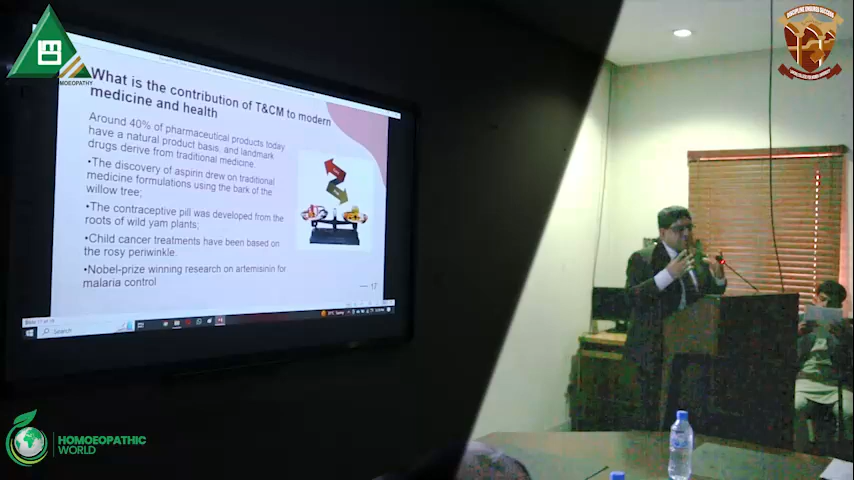 What is the contribution of T&CM to modern
medicine and health
Around 40% of pharmaceutical products today
have a natural product basis, and landmark
drugs derive from traditional medicine.
•The discovery of aspirin drew on traditional
medicine formulations using the bark of the
willow tree;
•The contraceptive pill was developed from the
roots of wild yam plants;
•Child cancer treatments have been based on
the rosy periwinkle.
•Nobel-prize winning research on artemisinin for
malaria control
— 17
Search
HOMOEOPATHIC
WORLD
DISCIPLINE ENSURES SUCCESS